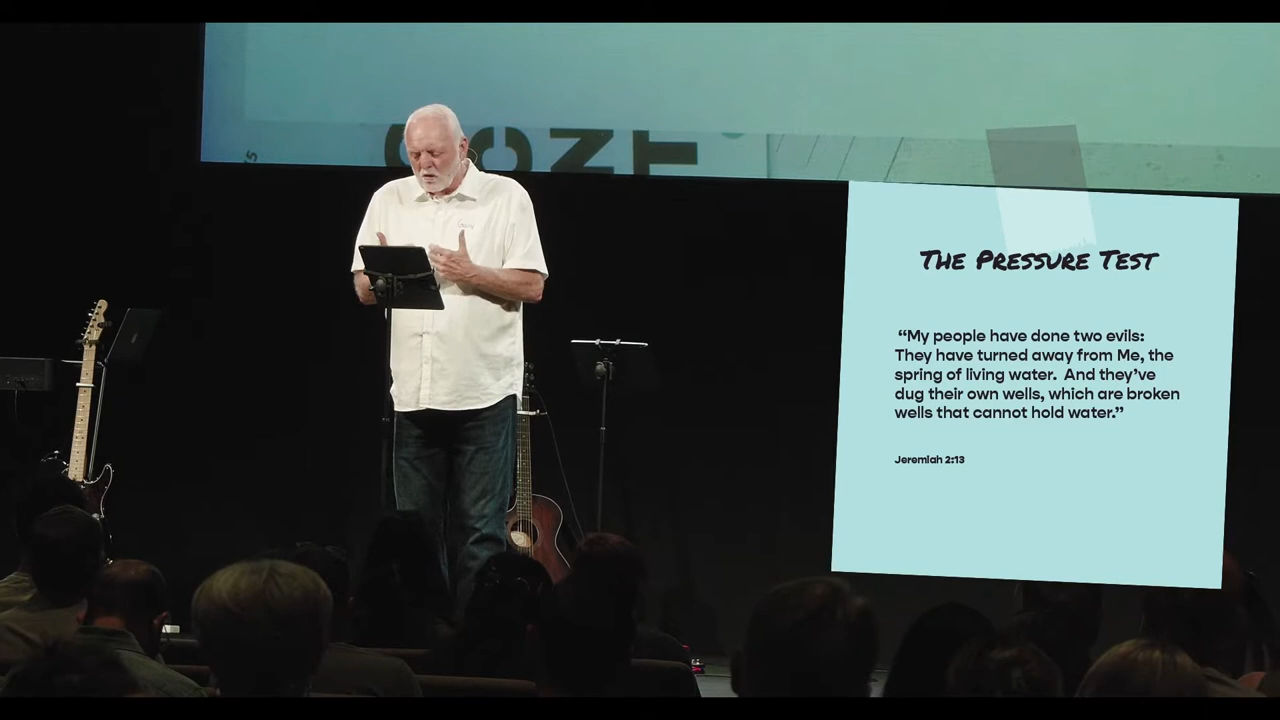 The Pressure Test
“My people have done two evils:
They have turned away from Me, the
spring of living water.  And they’ve
dug their own wells, which are broken
wells that cannot hold water.”
Jeremiah 2:13